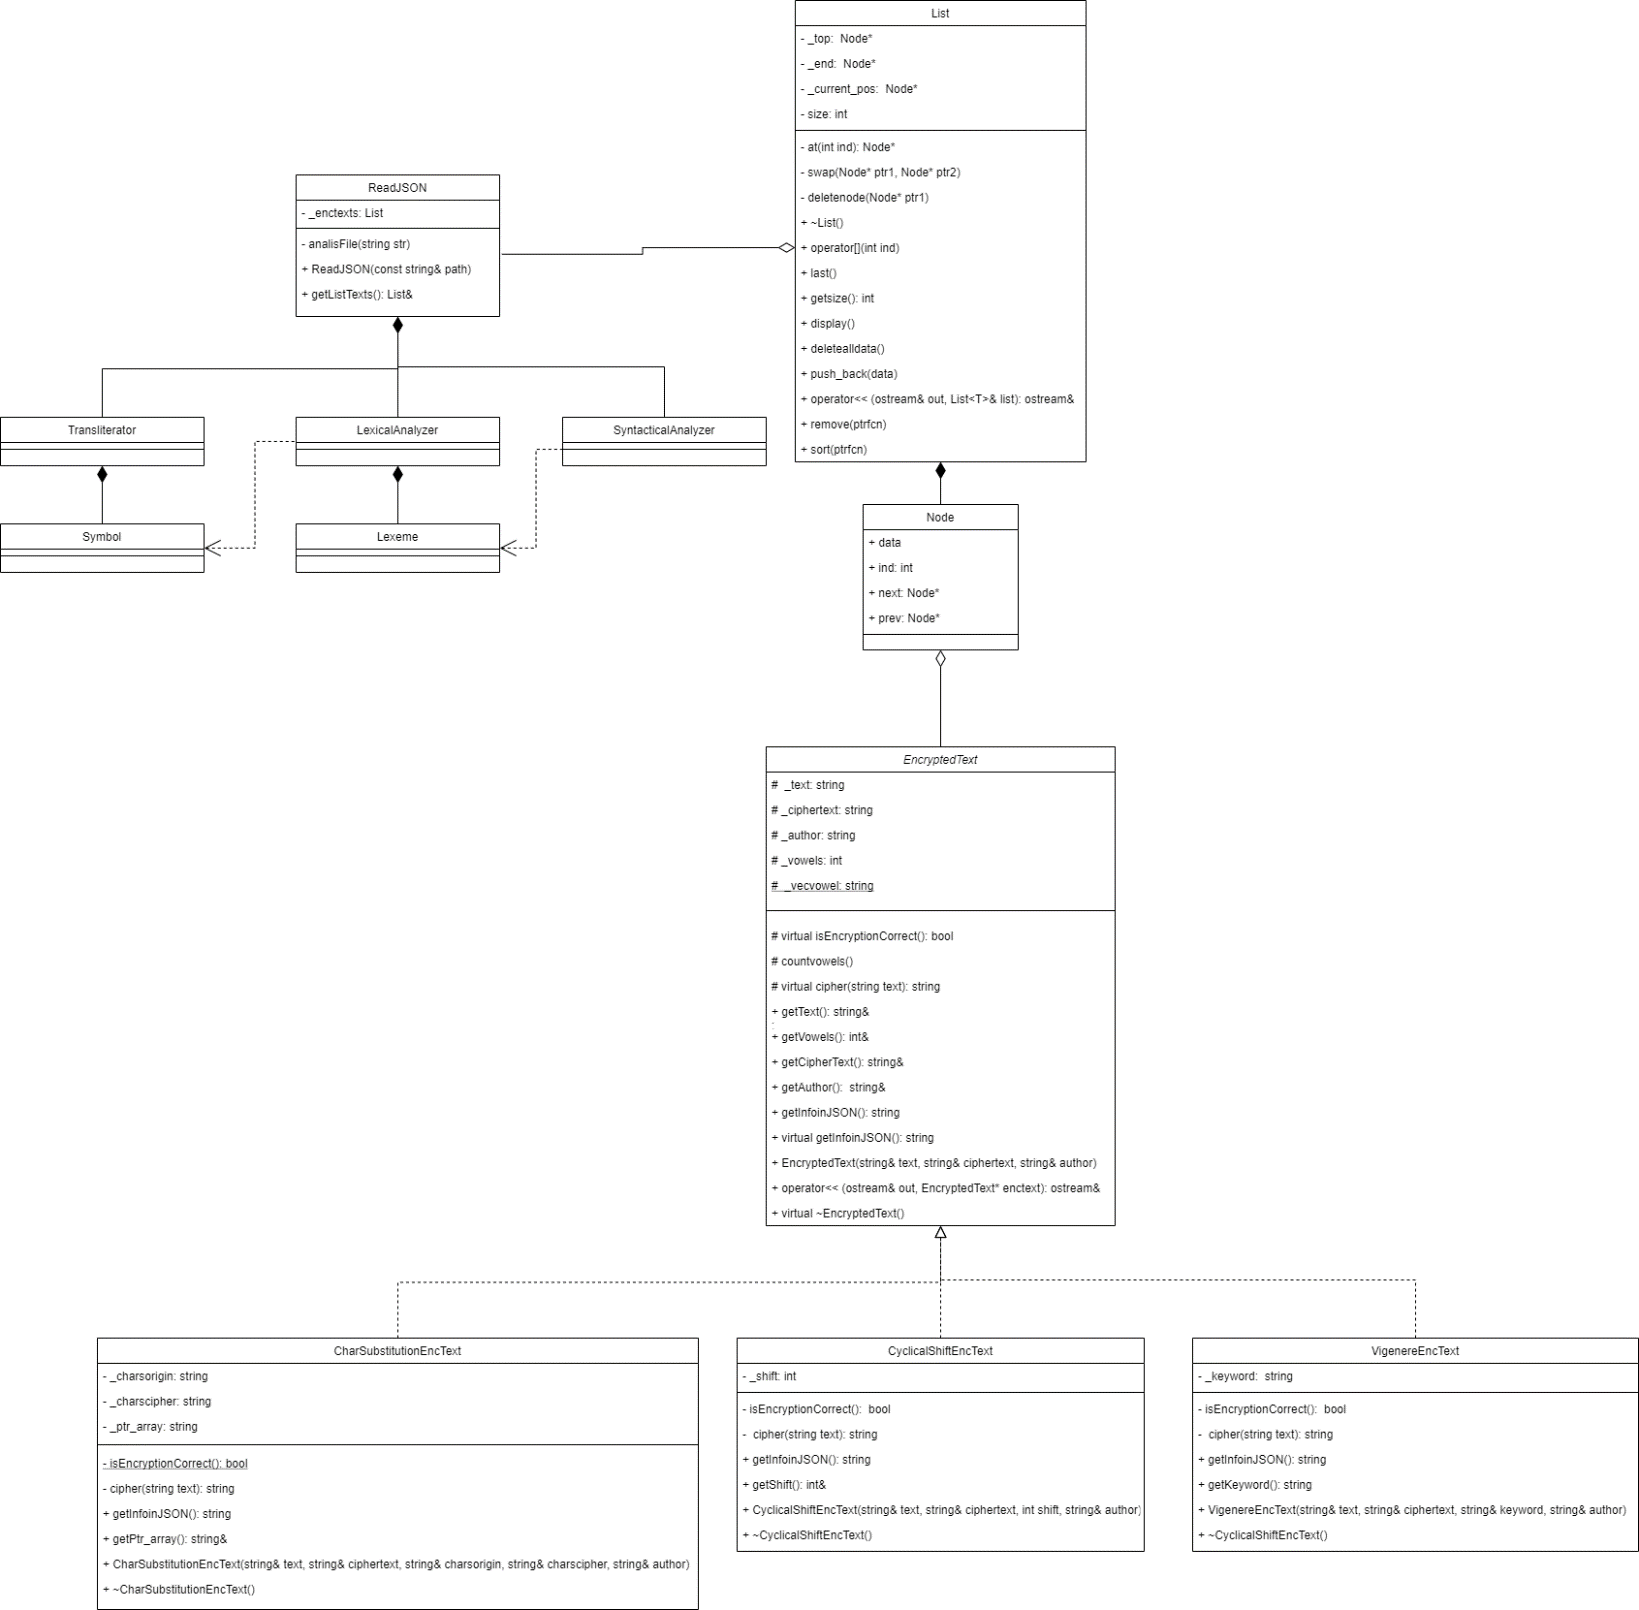 List
- _top:  Node*
- _end:  Node*
- _current_pos:  Node*
- size: int
- at(int ind): Node*
- swap(Node* ptr1, Node* ptr2)
- deletenode(Node* ptr1)
+ ~List()
+ operator[](int ind)
+ last()
+ getsize(): int
+ display()
+ deletealldata()
+ push_back(data)
+ operator<< (ostream& out, List<T>& list): ostream&
+ remove(ptrfcn)
+ sort(ptrfcn)
ReadJSON
- _enctexts: List
- analisFile(string str)
+ ReadJSON(const string& path)
+ getListTexts(): List&
Transliterator
LexicalAnalyzer
SyntacticalAnalyzer
Symbol
Lexeme
Node
+ data
+ ind: int
+ next: Node*
+ prev: Node*
EncryptedText
#  _text: string
# _ciphertext: string
# _author: string
# _vowels: int
#  _vecvowel: string
# virtual isEncryptionCorrect(): bool
# countvowels()
# virtual cipher(string text): string
+ getText(): string&
:
+ getVowels(): int&
+ getCipherText(): string&
+ getAuthor():  string&
+ getInfoinJSON(): string
+ virtual getInfoinJSON(): string
+ EncryptedText(string& text, string& ciphertext, string& author)
+ operator<< (ostream& out, EncryptedText* enctext): ostream&
+ virtual ~EncryptedText()
CharSubstitutionEncText
- _charsorigin: string
- _charscipher: string
- _ptr_array: string
- isEncryptionCorrect(): bool
- cipher(string text): string
+ getInfoinJSON(): string
+ getPtr_array(): string&
+ CharSubstitutionEncText(string& text, string& ciphertext, string& charsorigin, string& charscipher, string& author)
+ ~CharSubstitutionEncText()
CyclicalShiftEncText
- _shift: int
- isEncryptionCorrect():  bool
-  cipher(string text): string
+ getInfoinJSON(): string
+ getShift(): int&
+ CyclicalShiftEncText(string& text, string& ciphertext, int shift, string& author)
+ ~CyclicalShiftEncText()
VigenereEncText
- _keyword:  string
- isEncryptionCorrect():  bool
-  cipher(string text): string
+ getInfoinJSON(): string
+ getKeyword(): string
+ VigenereEncText(string& text, string& ciphertext, string& keyword, string& author)
+ ~CyclicalShiftEncText()